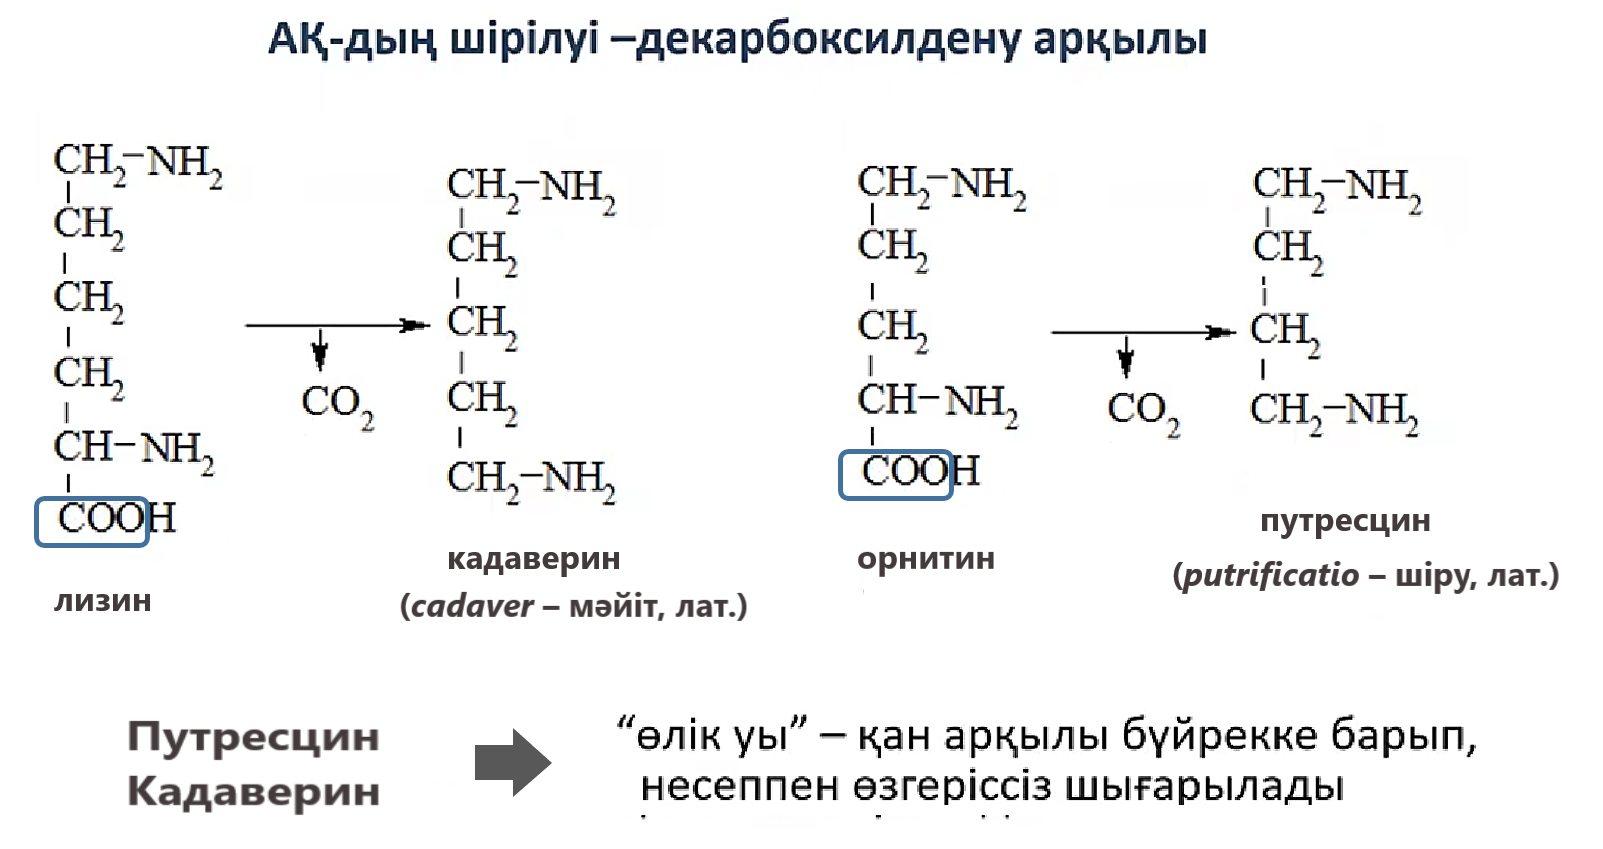 АҚ-дың шірілуі –декарбоксилдену арқылы
CH2–NH2
CH2
CH2
CH2
CH–NH2
COOH
лизин
CO2
CH2–NH2
CH2
CH2
CH2
CH2–NH2
кадаверин
(cadaver – мәйіт, лат.)
CH2–NH2
CH2
CH2
CH–NH2
COOH
орнитин
CO2
CH2–NH2
CH2
CH2
CH2–NH2
путресцин
(putrificatio – шіру, лат.)
Путресцин
Кадаверин
“өлік уы” – қан арқылы бүйрекке барып,
несеппен өзгеріссіз шығарылады